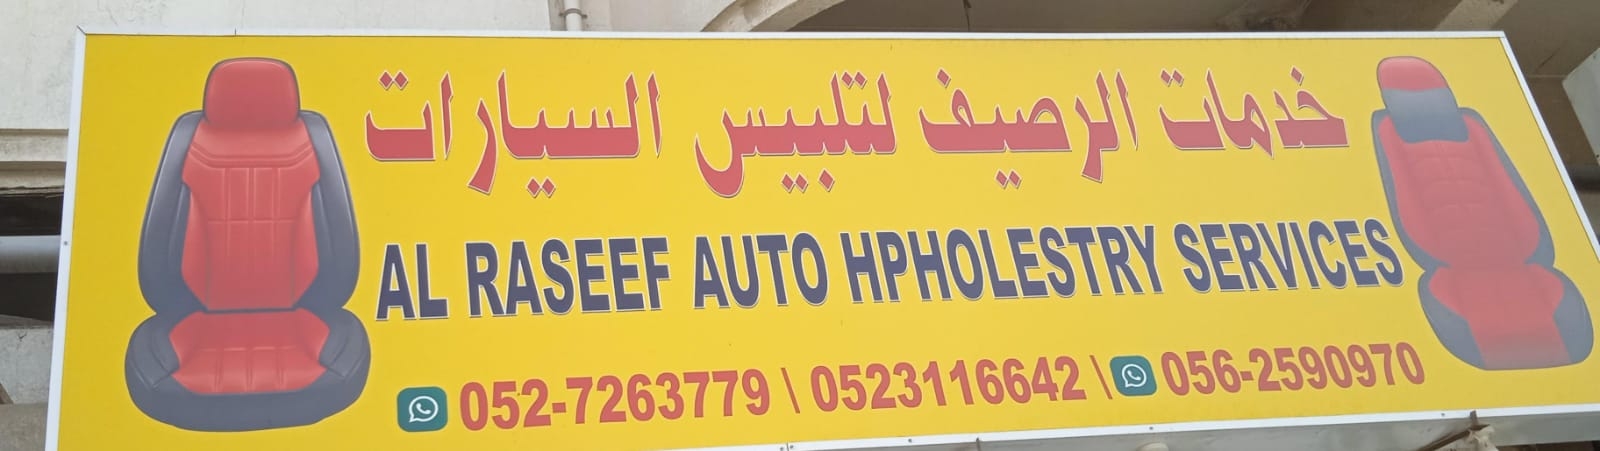 خدمات الرصيف لتلبيس السيارات
AL RASEEF AUTO HPHOLESTRY SERVICES
052-7263779 \ 0523116642 \ 056-2590970